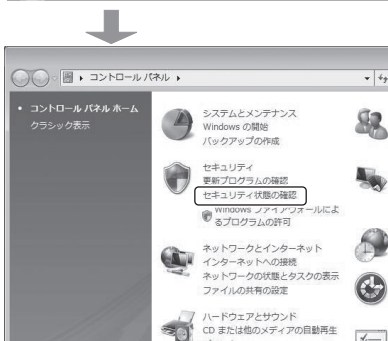 コントロール パネル
コントロール パネル ホーム
クラシック表示
システムとメンテナンス
Windows の開始
バックアップの作成
セキュリティ
更新プログラムの確認
セキュリティ状態の確認
Windows ファイアウォールによ
るプログラムの許可
ネットワークとインターネット
インターネットへの接続
ネットワークの状態とタスクの表示
ファイルの共有の設定
ハードウェアとサウンド
CD または他のメディアの自動再生